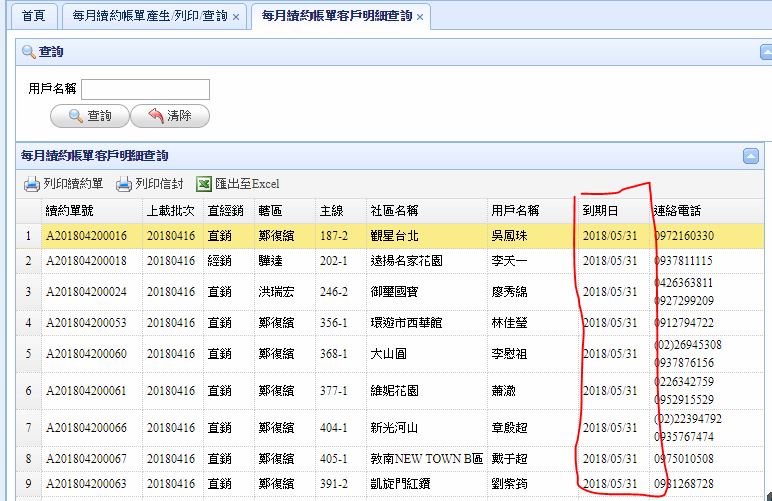 首頁 每月續約帳單產生/列印/查詢 × 每月續約帳單客戶明細查詢 ×
查詢
用戶名稱
查詢 清除
每月續約帳單客戶明細查詢
列印續約單 列印信封 匯出至Excel
續約單號 上載批次 直經銷 轄區 主線 社區名稱 用戶名稱 到期日 連絡電話
1 A201804200016 20180416 直銷 鄭復繽 187-2 觀星台北 吳鳳珠 2018/05/31 0972160330
2 A201804200018 20180416 經銷 驊達 202-1 遠揚名家花園 李天一 2018/05/31 0937811115
3 A201804200024 20180416 直銷 洪瑞宏 246-2 御璽國寶 廖秀綿 2018/05/31 0426363811
0927299209
4 A201804200053 20180416 直銷 鄭復繽 356-1 環遊市西華館 林佳瑩 2018/05/31 0912794722
5 A201804200060 20180416 直銷 鄭復繽 368-1 大山圓 李慰祖 2018/05/31 (02)26945308
0937876156
6 A201804200061 20180416 直銷 鄭復繽 377-1 維妮花園 蕭澈 2018/05/31 0226342759
0952915529
7 A201804200066 20180416 直銷 鄭復繽 404-1 新光河山 章殷超 2018/05/31 (02)22394792
0935767474
8 A201804200067 20180416 直銷 鄭復繽 405-1 敦南NEW TOWN B區 戴于超 2018/05/31 0975010508
9 A201804200063 20180416 直銷 鄭復繽 391-2 凱旋門紅鑽 劉紫筠 2018/05/31 0981268728